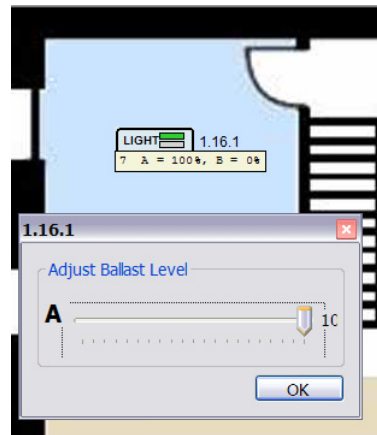 LIGHT 1.16.1
7 A = 100%, B = 0%
1.16.1
Adjust Ballast Level
A 10
OK